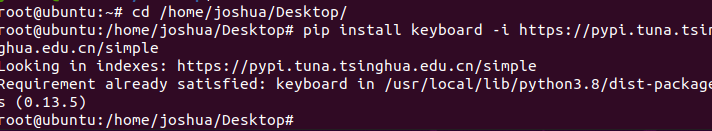 root@ubuntu:~# cd /home/joshua/Desktop/
root@ubuntu:/home/joshua/Desktop# pip install keyboard -i https://pypi.tuna.tsin
ghua.edu.cn/simple
Looking in indexes: https://pypi.tuna.tsinghua.edu.cn/simple
Requirement already satisfied: keyboard in /usr/local/lib/python3.8/dist-package
s (0.13.5)
root@ubuntu:/home/joshua/Desktop#